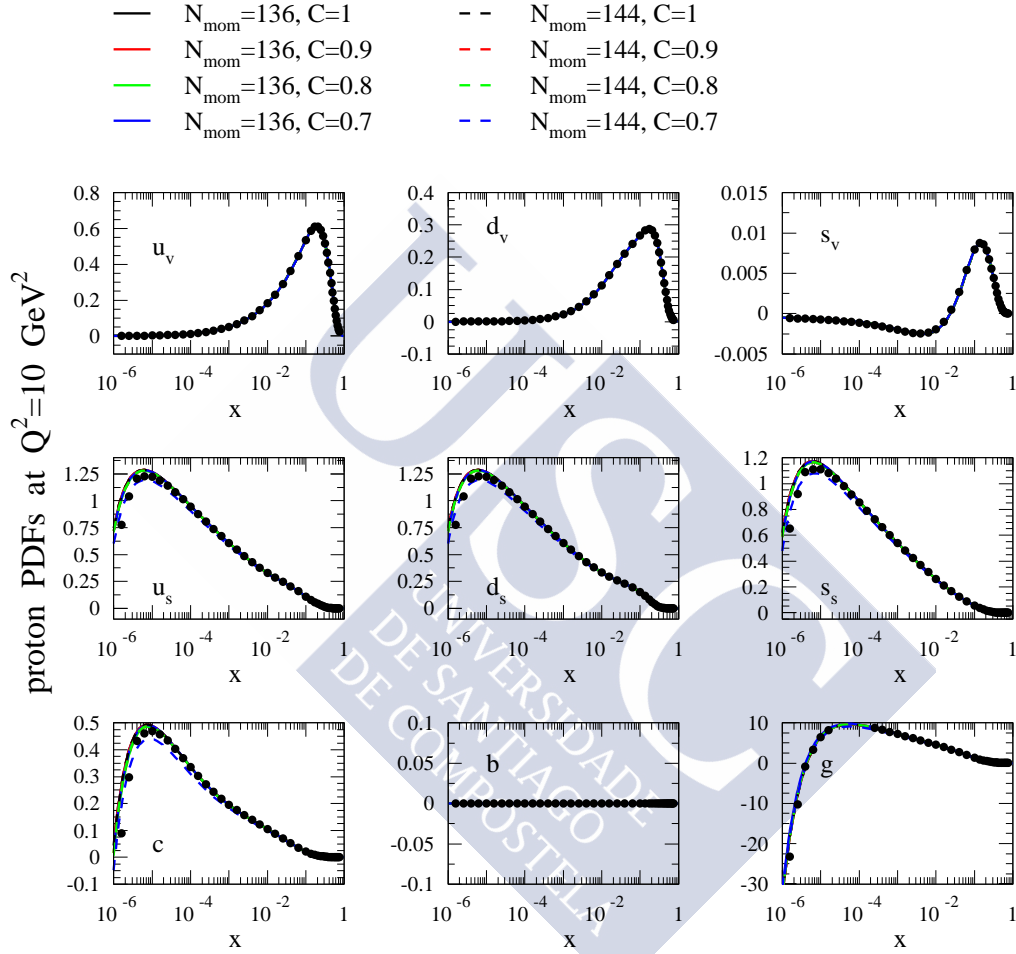 N_mom=136, C=1 N_mom=144, C=1
N_mom=136, C=0.9 N_mom=144, C=0.9
N_mom=136, C=0.8 N_mom=144, C=0.8
N_mom=136, C=0.7 N_mom=144, C=0.7
proton PDFs at Q^2=10 GeV^2
0.8 0.6 0.4 0.2 0
u_v
10^-6 10^-4 10^-2 1
x
0.4 0.3 0.2 0.1 0 -0.1
d_v
10^-6 10^-4 10^-2 1
x
0.015 0.01 0.005 0 -0.005
s_v
10^-6 10^-4 10^-2 1
x
1.25 1 0.75 0.5 0.25 0
u_s
10^-6 10^-4 10^-2 1
x
1.25 1 0.75 0.5 0.25 0
d_s
10^-6 10^-4 10^-2 1
x
1.2 1 0.8 0.6 0.4 0.2 0
s_s
10^-6 10^-4 10^-2 1
x
0.5 0.4 0.3 0.2 0.1 0 -0.1
c
10^-6 10^-4 10^-2 1
x
0.1 0.05 0 -0.05 -0.1
b
10^-6 10^-4 10^-2 1
x
10 0 -10 -20 -30
g
10^-6 10^-4 10^-2 1
x
USC
UNIVERSIDADE
DE SANTIAGO
DE COMPOSTELA